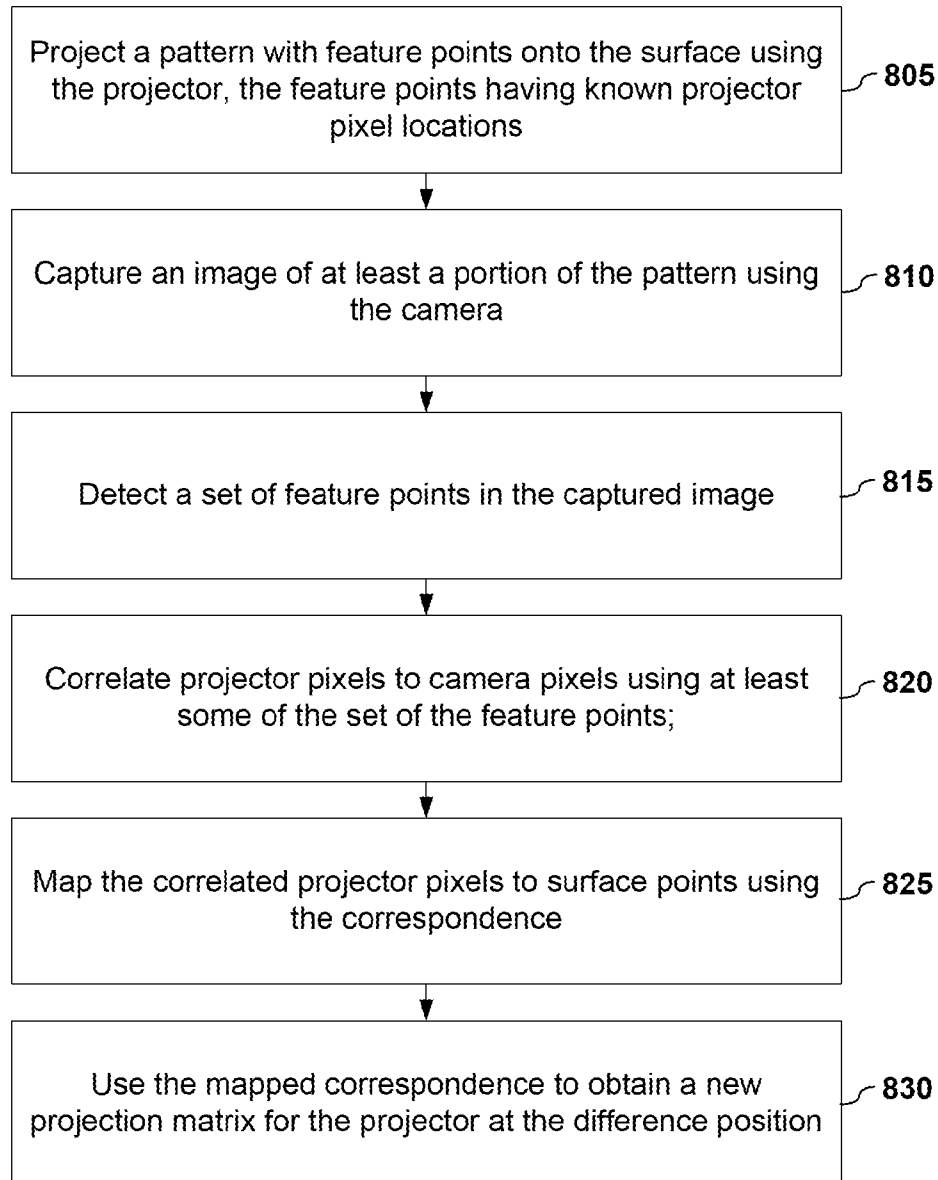 Project a pattern with feature points onto the surface using
the projector, the feature points having known projector
pixel locations
805
Capture an image of at least a portion of the pattern using
the camera
810
Detect a set of feature points in the captured image
815
Correlate projector pixels to camera pixels using at least
some of the set of the feature points;
820
Map the correlated projector pixels to surface points using
the correspondence
825
Use the mapped correspondence to obtain a new
projection matrix for the projector at the difference position
830